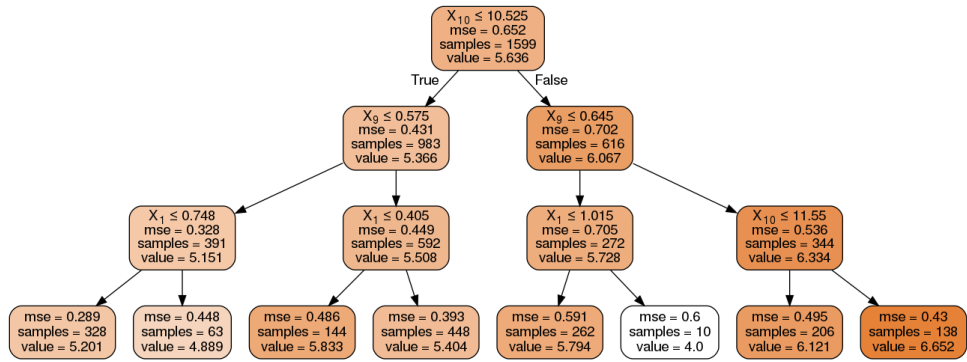 X10 ≤ 10.525
mse = 0.652
samples = 1599
value = 5.636
True
False
X9 ≤ 0.575
mse = 0.431
samples = 983
value = 5.366
X9 ≤ 0.645
mse = 0.702
samples = 616
value = 6.067
X1 ≤ 0.748
mse = 0.328
samples = 391
value = 5.151
X1 ≤ 0.405
mse = 0.449
samples = 592
value = 5.508
X1 ≤ 1.015
mse = 0.705
samples = 272
value = 5.728
X10 ≤ 11.55
mse = 0.536
samples = 344
value = 6.334
mse = 0.289
samples = 328
value = 5.201
mse = 0.448
samples = 63
value = 4.889
mse = 0.486
samples = 144
value = 5.833
mse = 0.393
samples = 448
value = 5.404
mse = 0.591
samples = 262
value = 5.794
mse = 0.6
samples = 10
value = 4.0
mse = 0.495
samples = 206
value = 6.121
mse = 0.43
samples = 138
value = 6.652